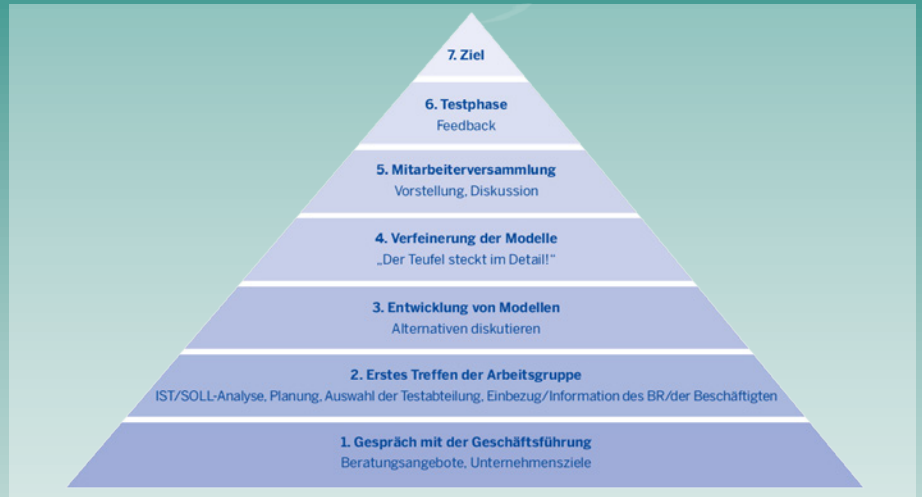 7. Ziel
6. Testphase
Feedback
5. Mitarbeiterversammlung
Vorstellung, Diskussion
4. Verfeinerung der Modelle
„Der Teufel steckt im Detail!“
3. Entwicklung von Modellen
Alternativen diskutieren
2. Erstes Treffen der Arbeitsgruppe
IST/SOLL-Analyse, Planung, Auswahl der Testabteilung, Einbezug/Information des BR/der Beschäftigten
1. Gespräch mit der Geschäftsführung
Beratungsangebote, Unternehmensziele